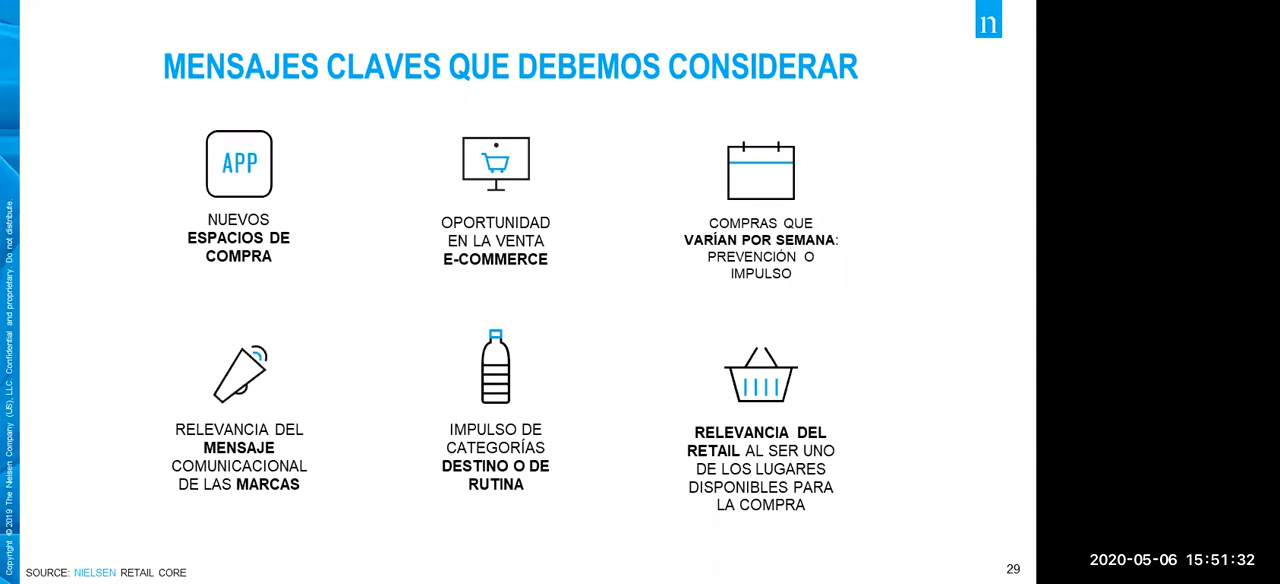 n
MENSAJES CLAVES QUE DEBEMOS CONSIDERAR
APP
NUEVOS
ESPACIOS DE
COMPRA
OPORTUNIDAD
EN LA VENTA
E-COMMERCE
COMPRAS QUE
VARÍAN POR SEMANA:
PREVENCIÓN O
IMPULSO
RELEVANCIA DEL
MENSAJE
COMUNICACIONAL
DE LAS MARCAS
IMPULSO DE
CATEGORÍAS
DESTINO O DE
RUTINA
RELEVANCIA DEL
RETAIL AL SER UNO
DE LOS LUGARES
DISPONIBLES PARA
LA COMPRA
Copyright © 2019 The Nielsen Company (US), LLC. Confidential and proprietary. Do not distribute.
SOURCE: NIELSEN RETAIL CORE
29
2020-05-06 15:51:32